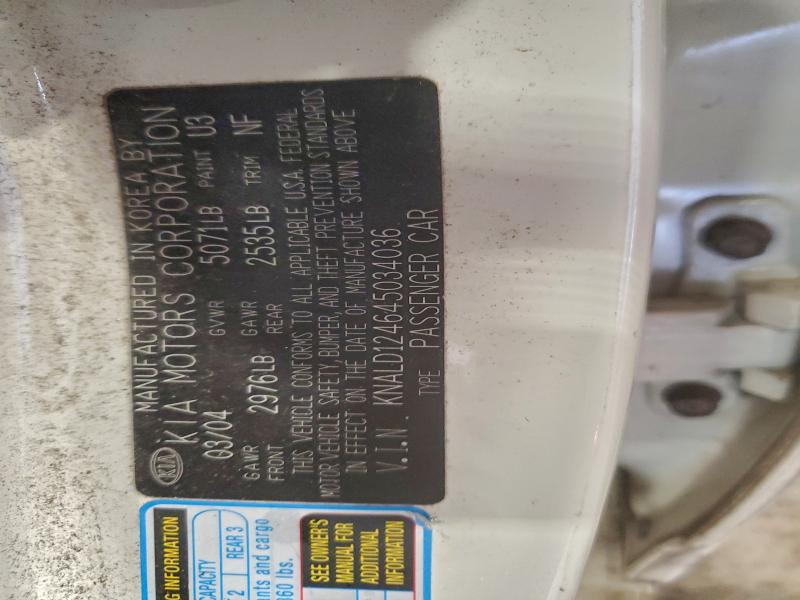 KIA
MANUFACTURED IN KOREA BY
KIA MOTORS CORPORATION
03/04 GVWR 5071LB PAINT U3
GAWR FRONT 2976LB GAWR REAR 2535LB TRIM NF
THIS VEHICLE CONFORMS TO ALL APPLICABLE U.S.A. FEDERAL
MOTOR VEHICLE SAFETY, BUMPER, AND THEFT PREVENTION STANDARDS
IN EFFECT ON THE DATE OF MANUFACTURE SHOWN ABOVE
V.I.N. KNALD124645034036
TYPE PASSENGER CAR
INFORMATION
CAPACITY
2 REAR 3
and cargo
lbs.
SEE OWNER'S
MANUAL FOR
ADDITIONAL
INFORMATION